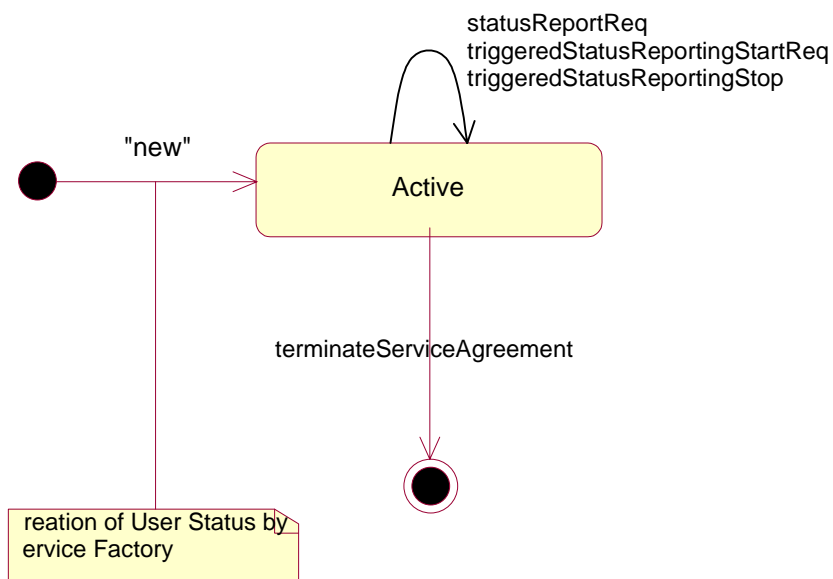 statusReportReq
triggeredStatusReportingStartReq
triggeredStatusReportingStop
"new"
Active
terminateServiceAgreement
reation of User Status by
ervice Factory